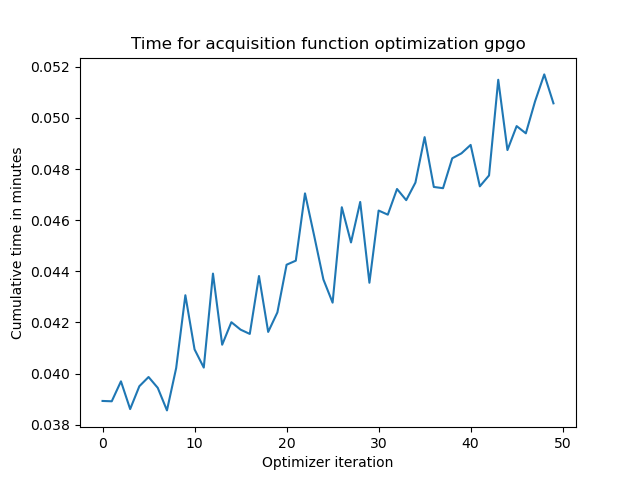 Time for acquisition function optimization gpgo
0.052
0.050
0.048
0.046
0.044
0.042
0.040
0.038
Cumulative time in minutes
0 10 20 30 40 50
Optimizer iteration